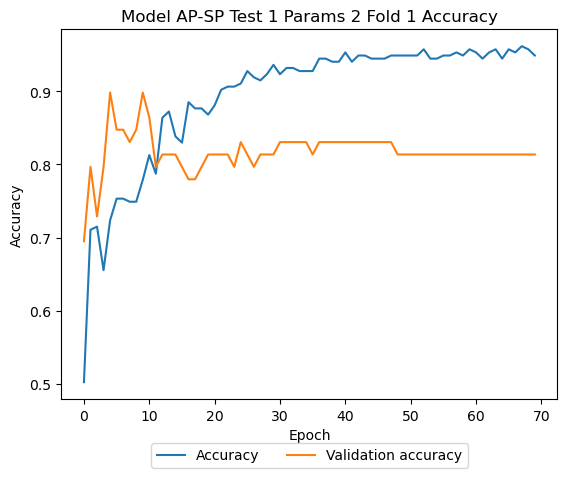 Model AP-SP Test 1 Params 2 Fold 1 Accuracy
0.9
0.8
0.7
0.6
0.5
Accuracy
0 10 20 30 40 50 60 70
Epoch
Accuracy Validation accuracy